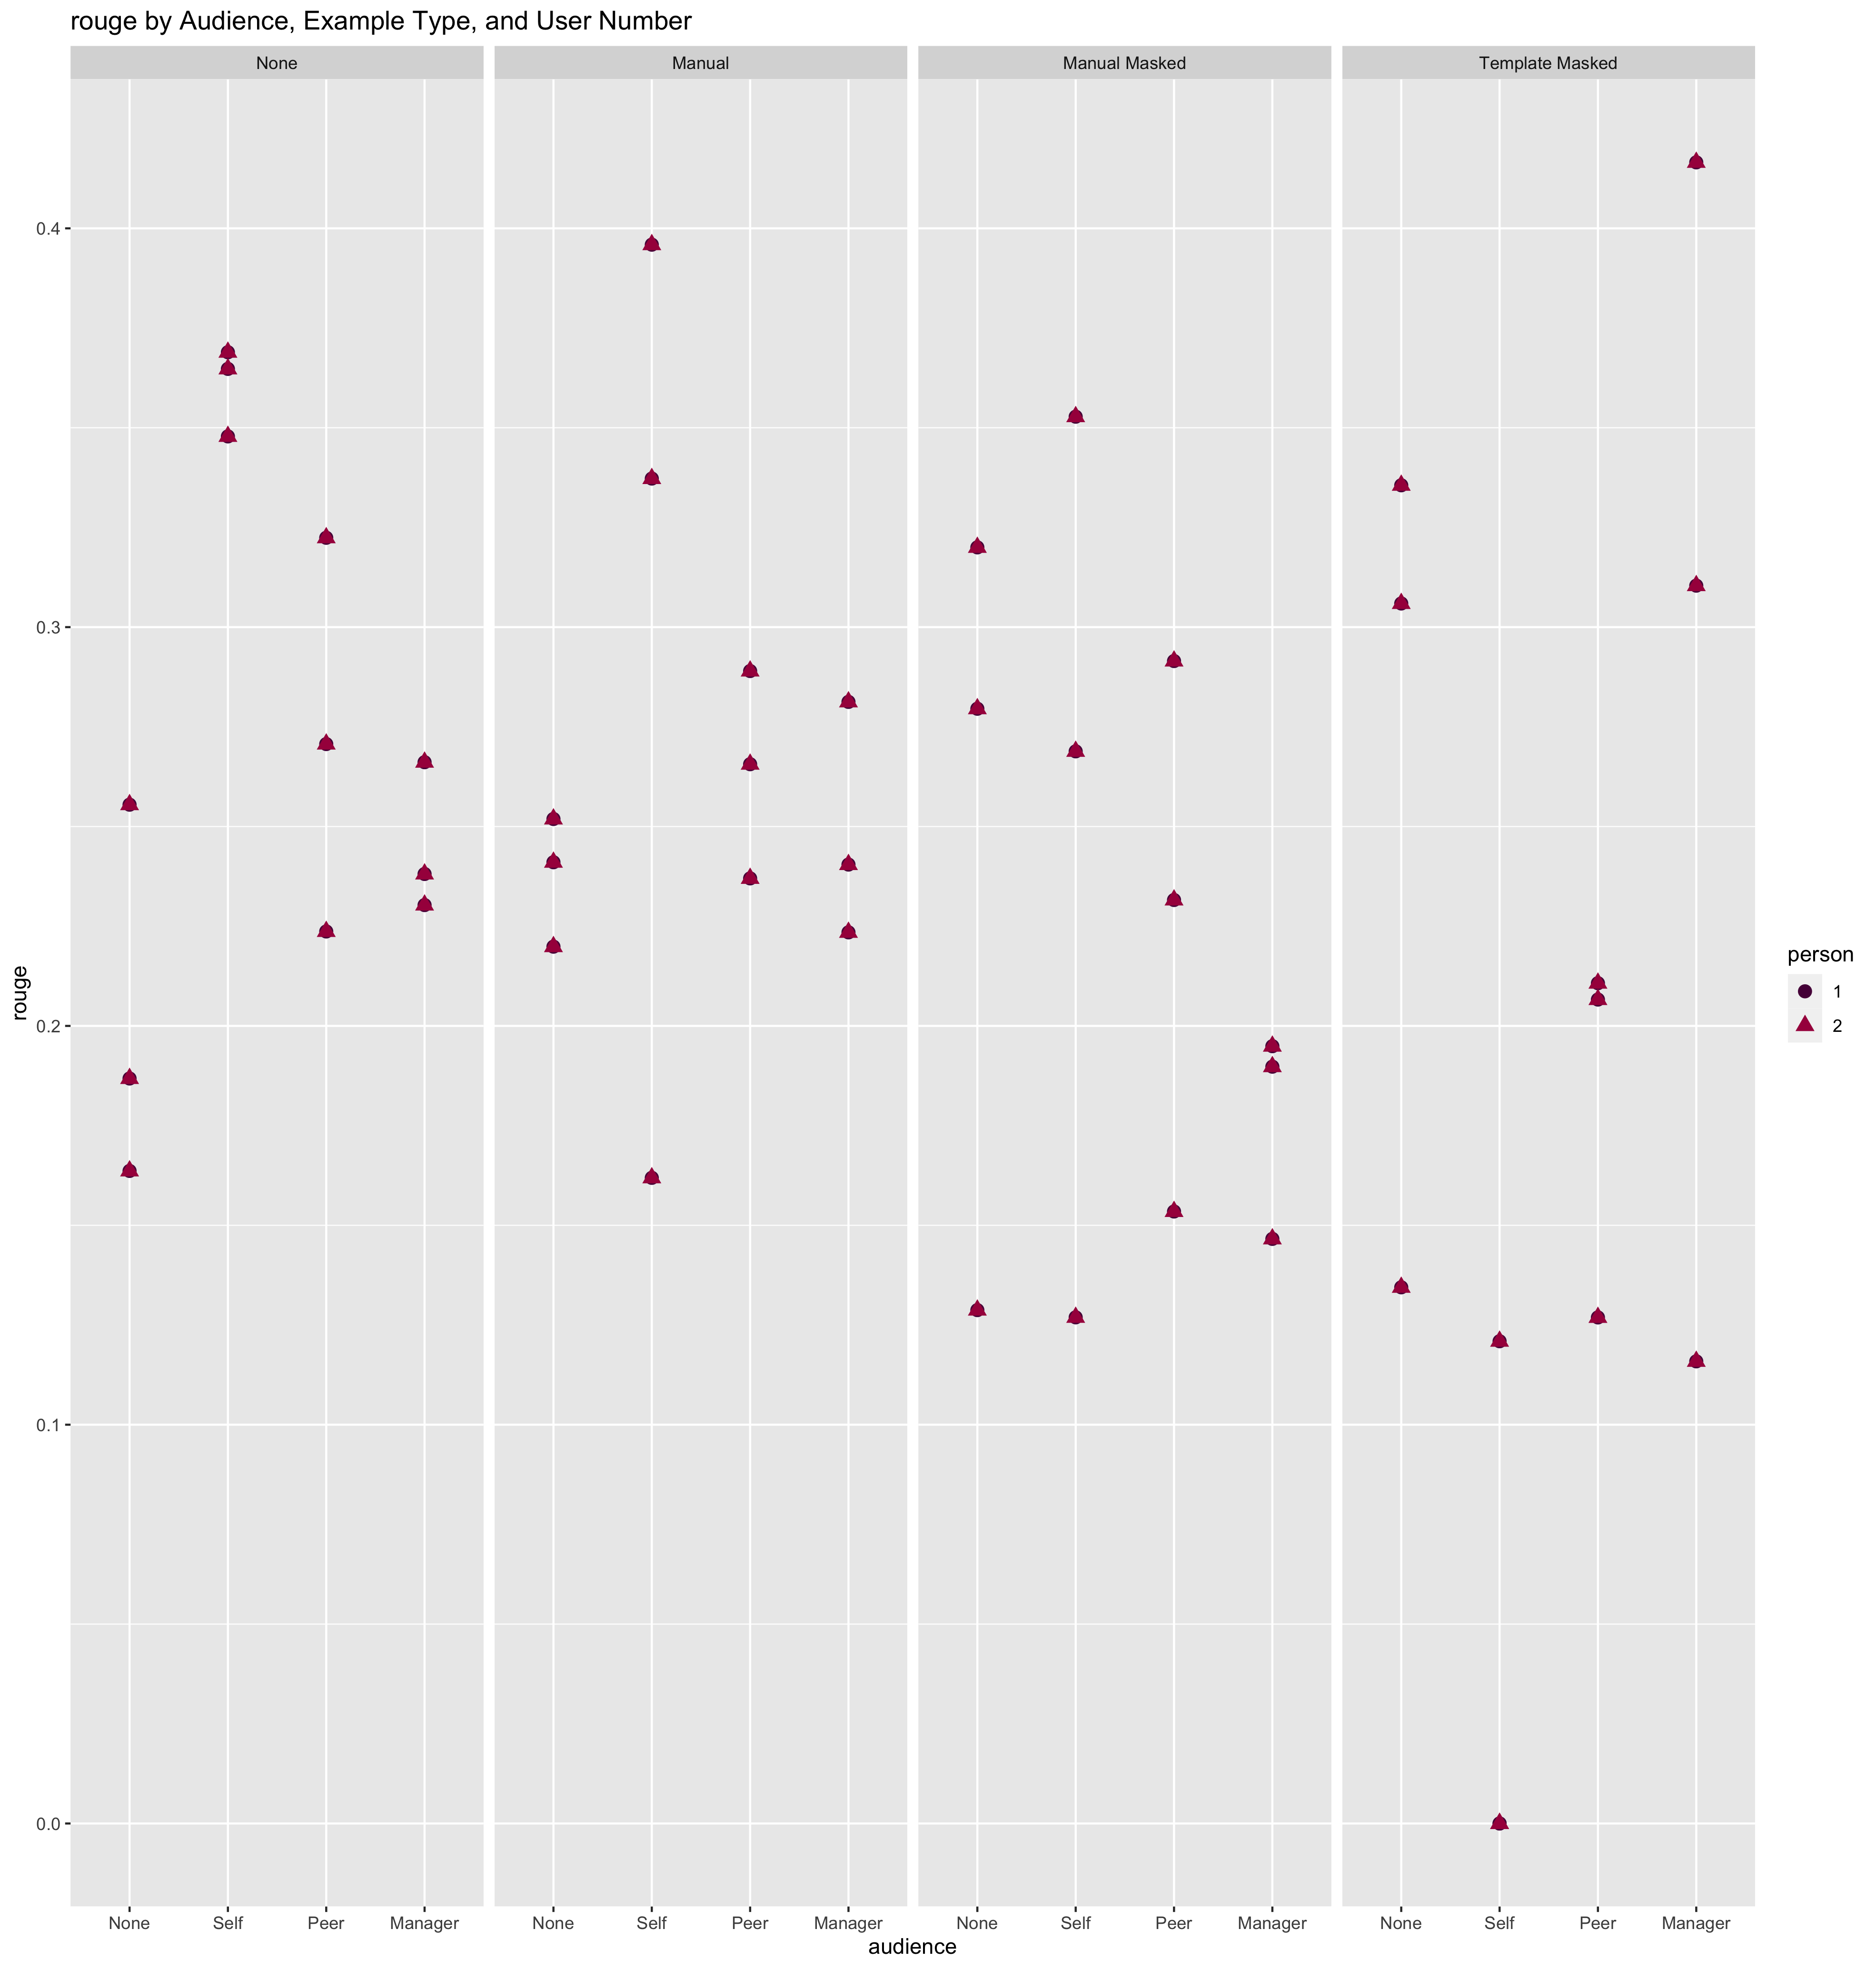 rouge by Audience, Example Type, and User Number
None
Manual
Manual Masked
Template Masked
0.4
0.3
0.2
0.1
0.0
rouge
None Self Peer Manager
None Self Peer Manager
None Self Peer Manager
None Self Peer Manager
audience
person
1
2